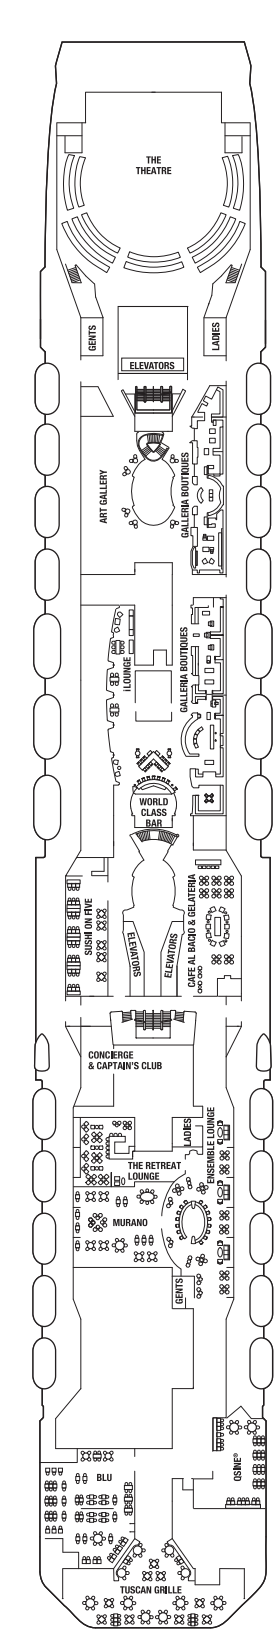 THE
THEATRE
GENTS
LADIES
ELEVATORS
ART GALLERY
GALLERIA BOUTIQUES
iLOUNGE
GALLERIA BOUTIQUES
WORLD
CLASS
BAR
SUSHI ON FIVE
ELEVATORS
ELEVATORS
CAFÉ AL BACIO & GELATERIA
CONCIERGE
& CAPTAIN'S CLUB
LADIES
ENSEMBLE LOUNGE
THE RETREAT
LOUNGE
MURANO
GENTS
QSINE®
BLU
TUSCAN GRILLE